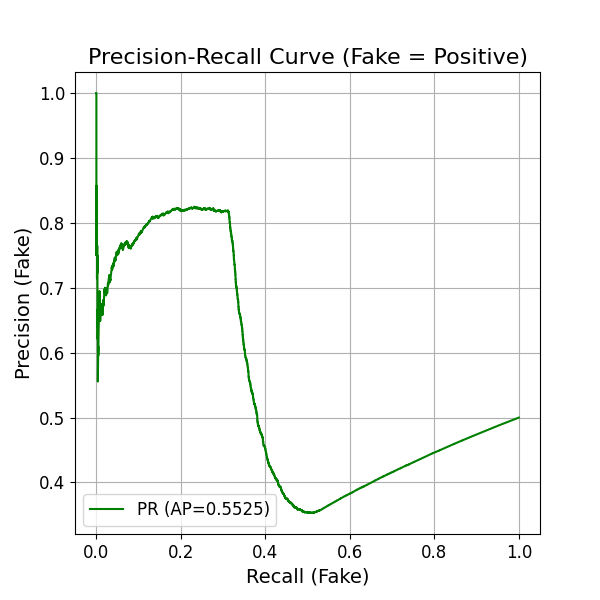 Precision-Recall Curve (Fake = Positive)
1.0
0.9
0.8
0.7
0.6
0.5
0.4
Precision (Fake)
PR (AP=0.5525)
0.0 0.2 0.4 0.6 0.8 1.0
Recall (Fake)